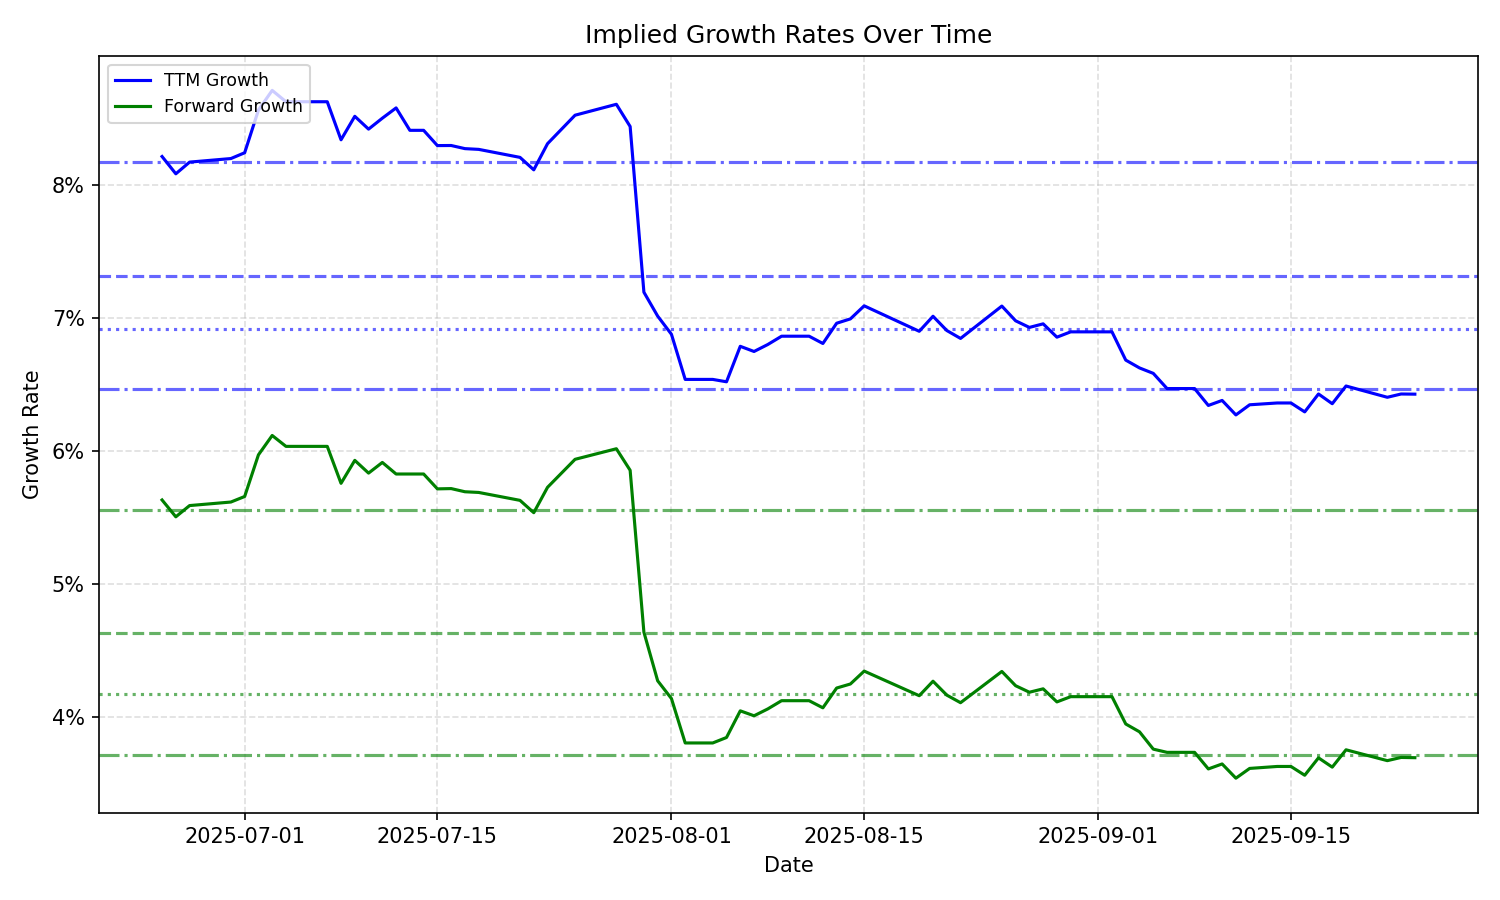 Implied Growth Rates Over Time
TTM Growth
Forward Growth
8%
7%
6%
5%
4%
Growth Rate
2025-07-01
2025-07-15
2025-08-01
2025-08-15
2025-09-01
2025-09-15
Date